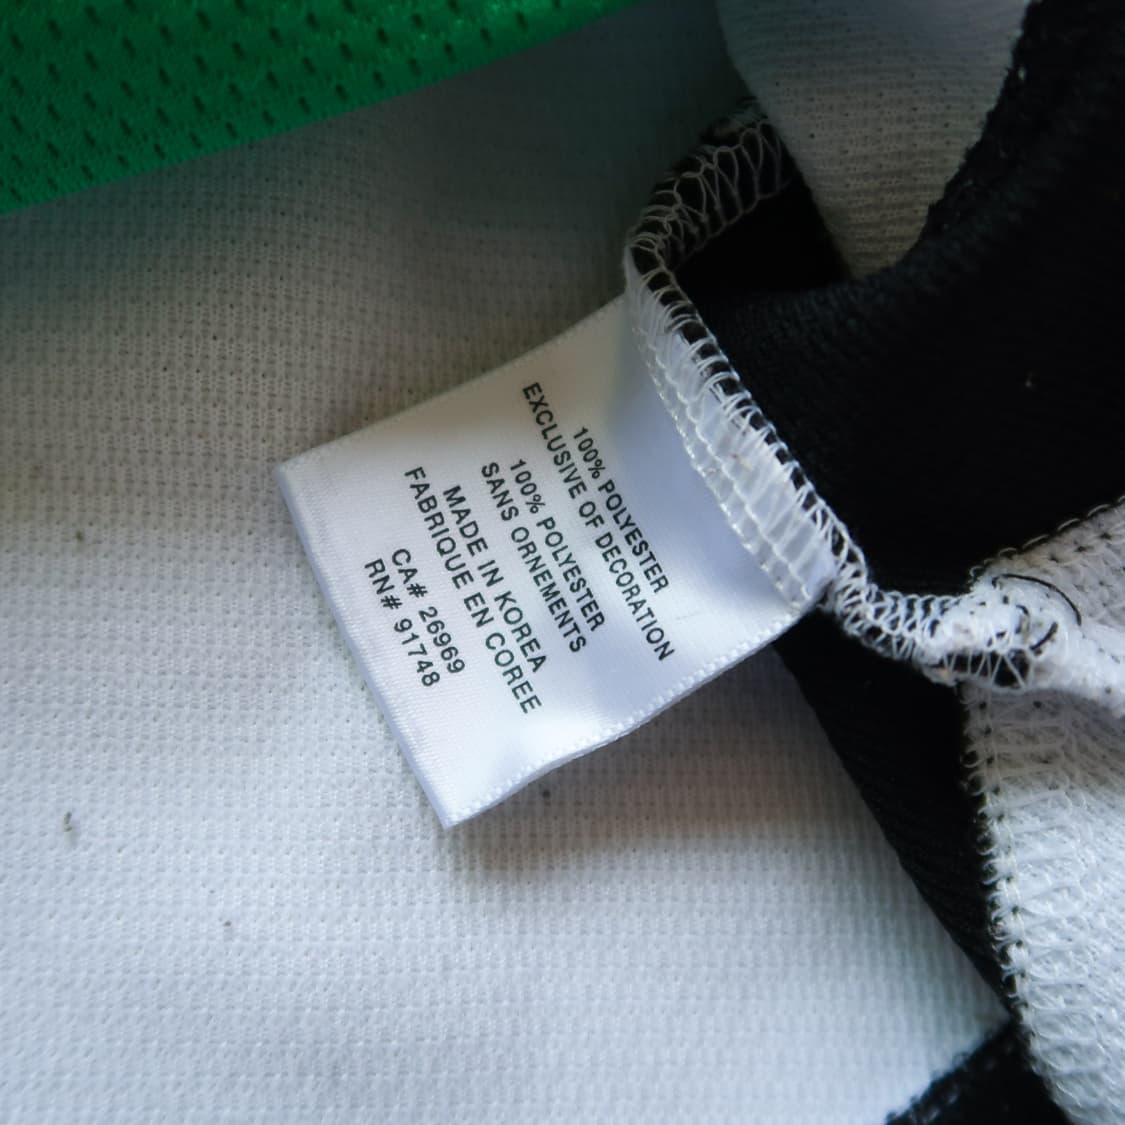 100% POLYESTER
EXCLUSIVE OF DECORATION
100% POLYESTER
SANS ORNEMENTS
MADE IN KOREA
FABRIQUE EN COREE
CA# 26969
RN# 91748